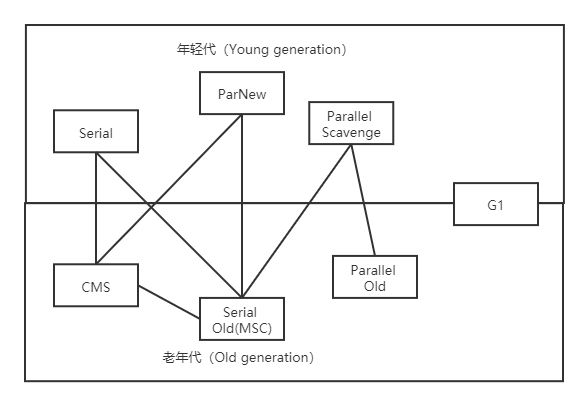 年轻代（Young generation）
ParNew
Serial
Parallel
Scavenge
G1
CMS
Parallel
Old
Serial
Old(MSC)
老年代（Old generation）